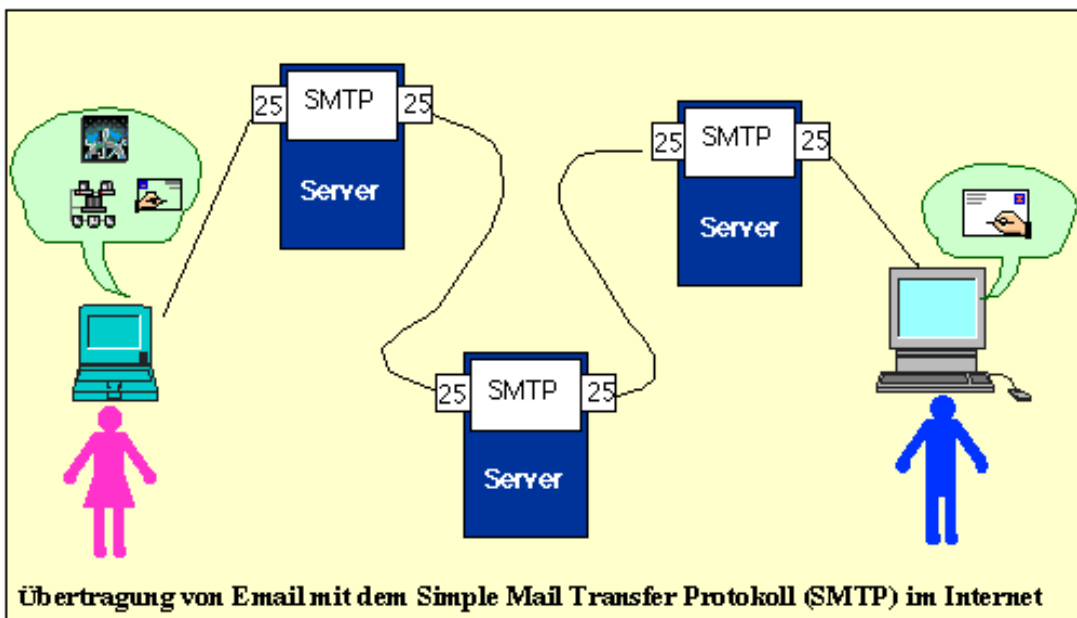 25 SMTP 25
Server
25 SMTP 25
Server
25 SMTP 25
Server
Übertragung von Email mit dem Simple Mail Transfer Protokoll (SMTP) im Internet